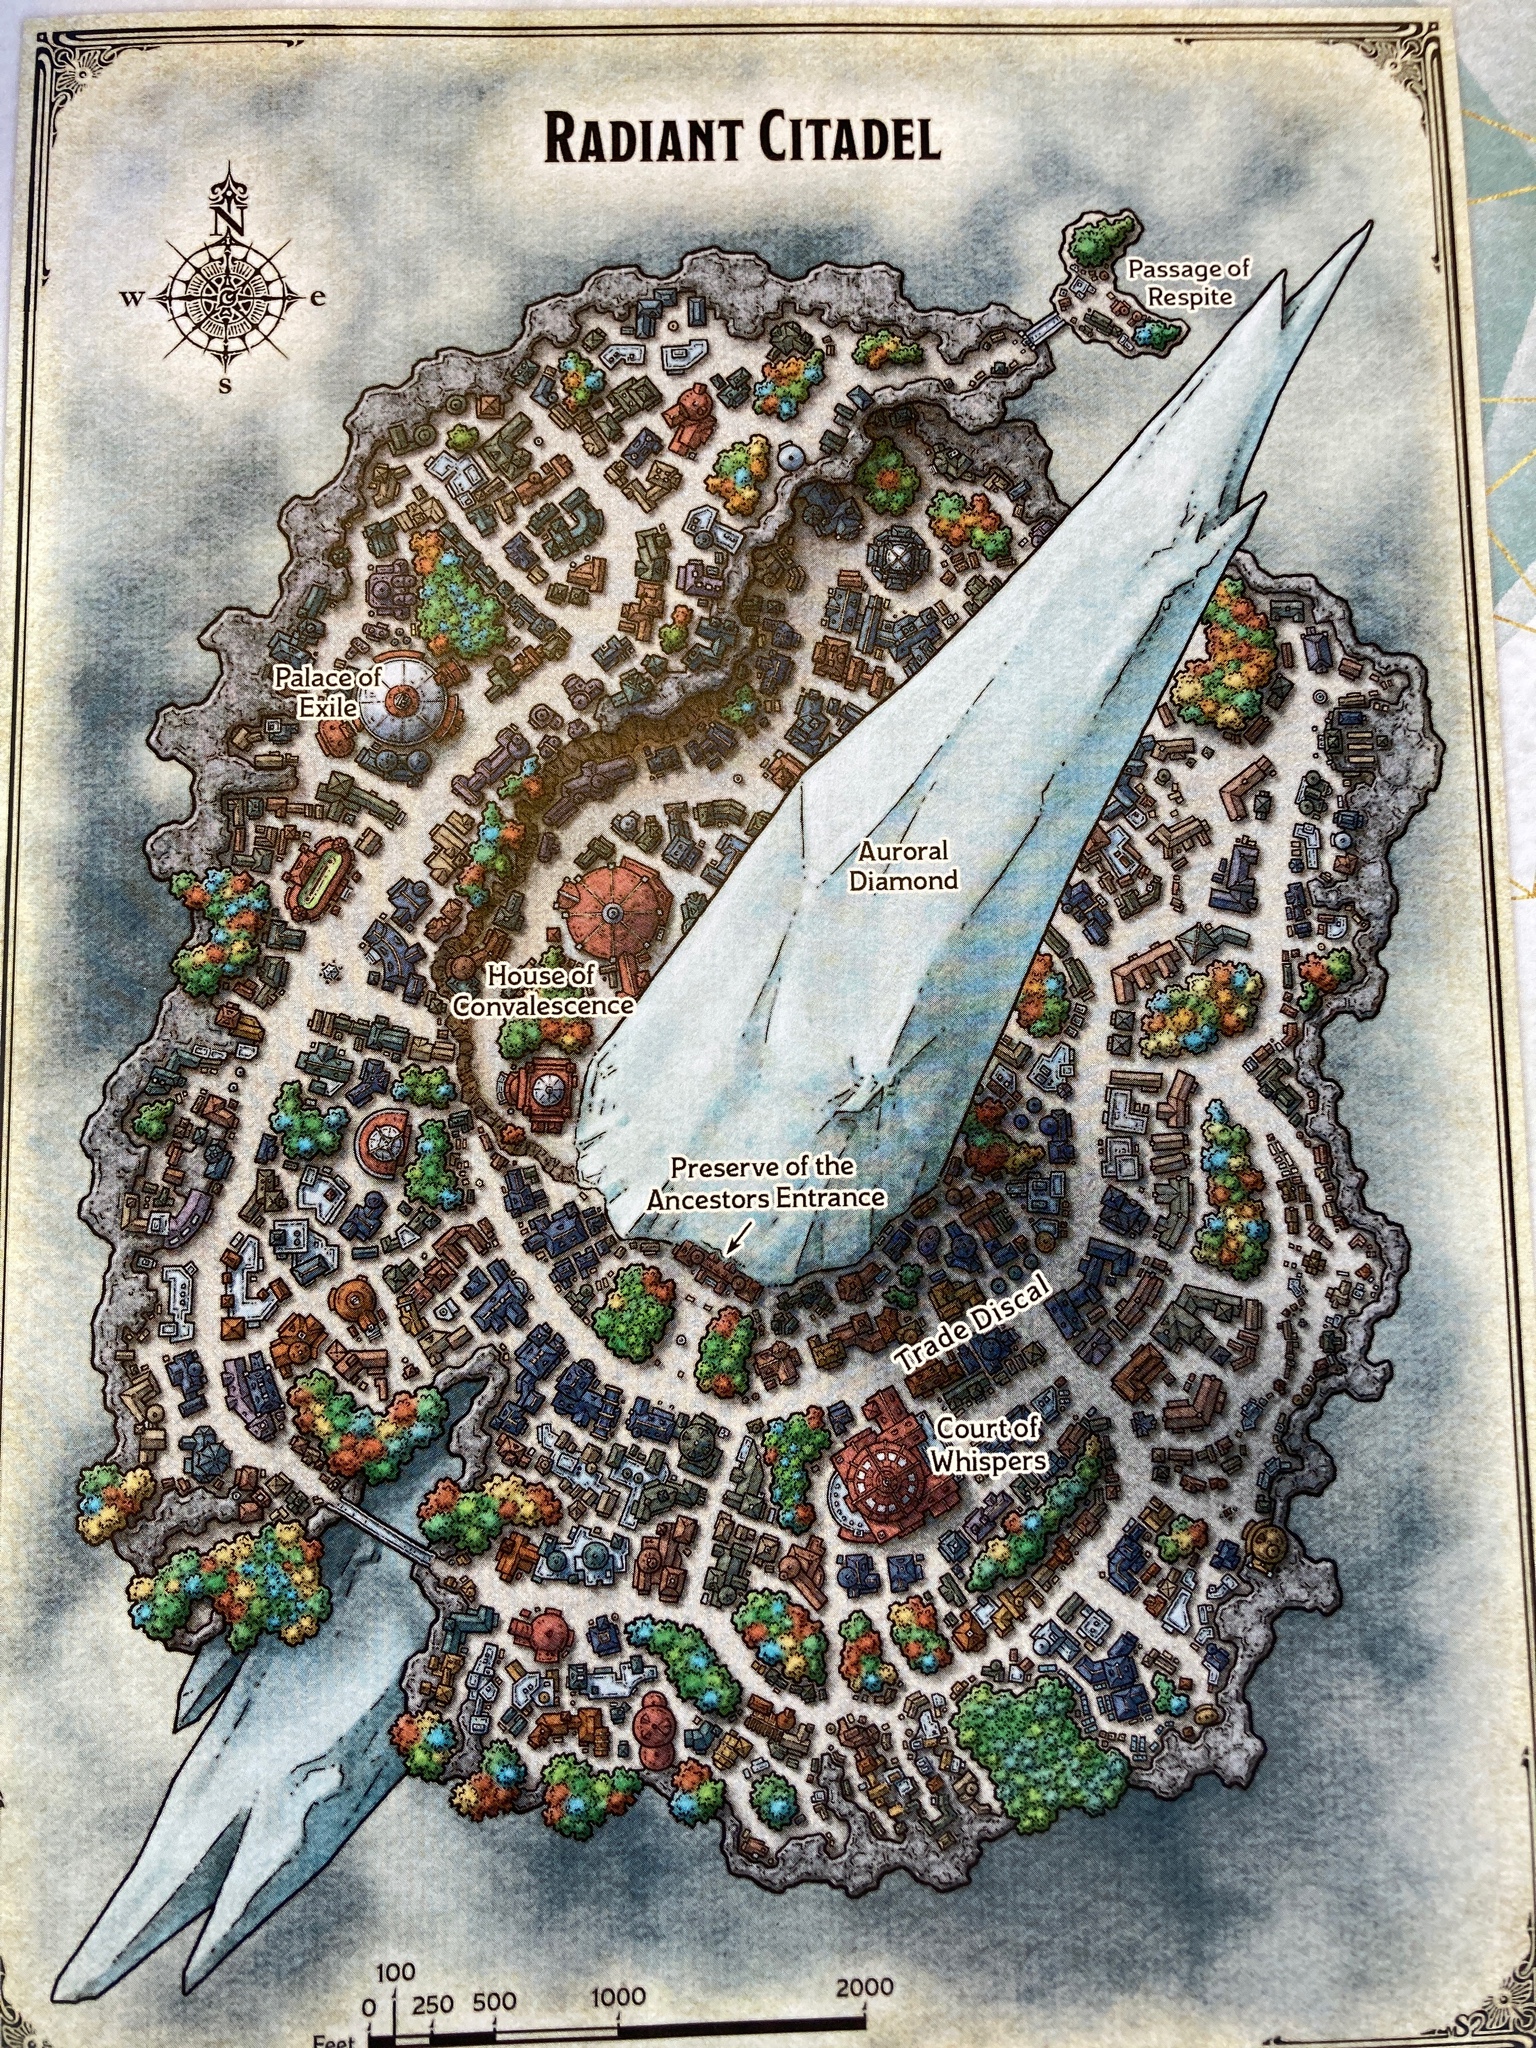 RADIANT CITADEL
N
W
e
S
Passage of
Respite
Palace of
Exile
Auroral
Diamond
House of
Convalescence
Preserve of the
Ancestors Entrance
Trade Discal
Court of
Whispers
100
0 250 500 1000 2000
Feet